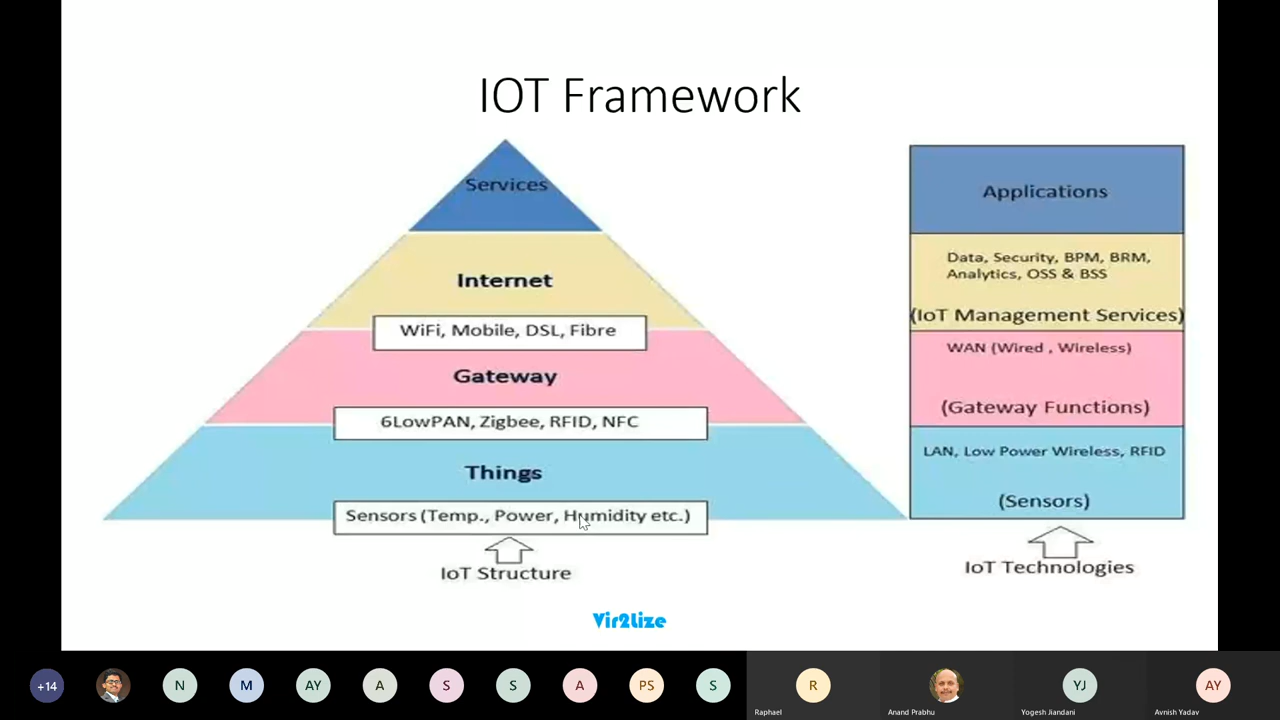 IOT Framework
Services
Internet
WiFi, Mobile, DSL, Fibre
Gateway
6LowPAN, Zigbee, RFID, NFC
Things
Sensors (Temp., Power, Humidity etc.)
IoT Structure
Applications
Data, Security, BPM, BRM,
Analytics, OSS & BSS
(IoT Management Services)
WAN (Wired , Wireless)
(Gateway Functions)
LAN, Low Power Wireless, RFID
(Sensors)
IoT Technologies
Vir2Lize
+14
N
M
AY
A
S
S
A
PS
S
R
YJ
AY
Raphael
Anand Prabhu
Yogesh Jiandani
Avnish Yadav